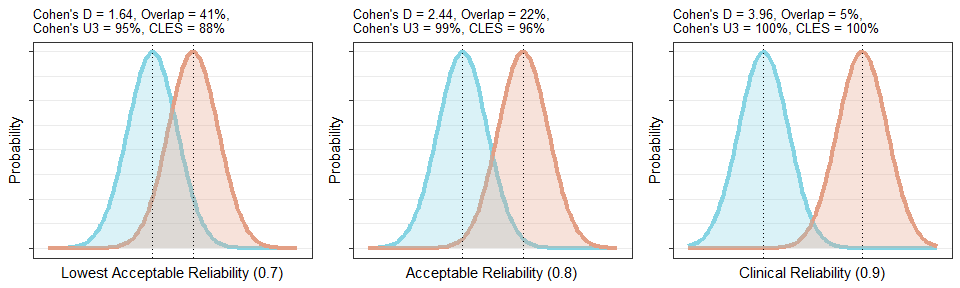 Cohen's D = 1.64, Overlap = 41%,
Cohen's U3 = 95%, CLES = 88%
Probability
Lowest Acceptable Reliability (0.7)
Cohen's D = 2.44, Overlap = 22%,
Cohen's U3 = 99%, CLES = 96%
Probability
Acceptable Reliability (0.8)
Cohen's D = 3.96, Overlap = 5%,
Cohen's U3 = 100%, CLES = 100%
Probability
Clinical Reliability (0.9)